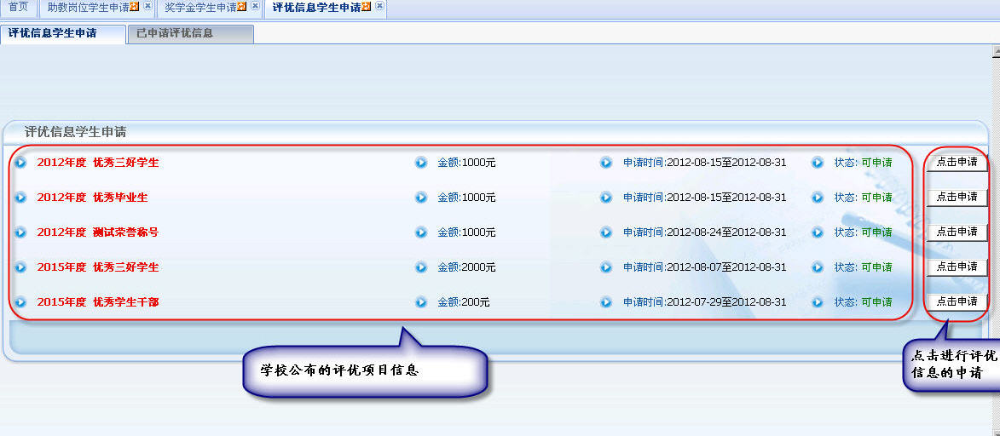 首页 助教岗位学生申请 奖学金学生申请 评优信息学生申请
评优信息学生申请 已申请评优信息
评优信息学生申请
2012年度 优秀三好学生 金额:1000元 申请时间:2012-08-15至2012-08-31 状态: 可申请 点击申请
2012年度 优秀毕业生 金额:1000元 申请时间:2012-08-15至2012-08-31 状态: 可申请 点击申请
2012年度 测试荣誉称号 金额:1000元 申请时间:2012-08-24至2012-08-31 状态: 可申请 点击申请
2015年度 优秀三好学生 金额:2000元 申请时间:2012-08-07至2012-08-31 状态: 可申请 点击申请
2015年度 优秀学生干部 金额:200元 申请时间:2012-07-29至2012-08-31 状态: 可申请 点击申请
学校公布的评优项目信息
点击进行评优
信息的申请